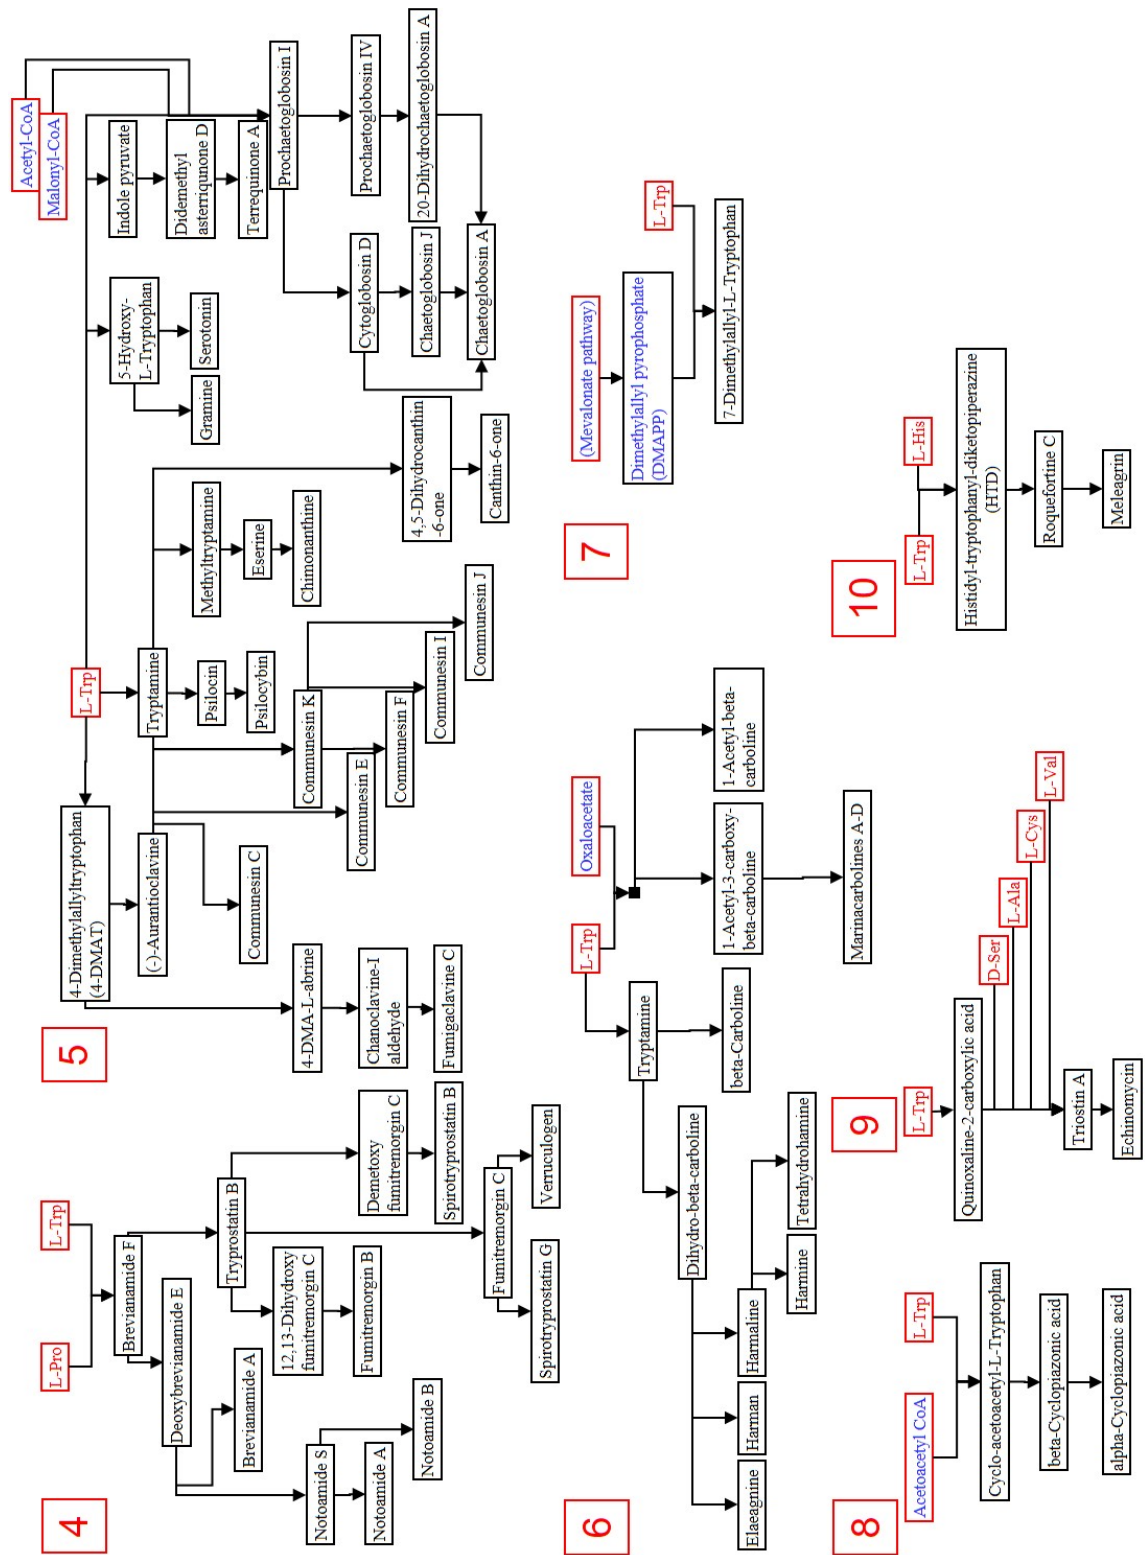 4
L-Pro
L-Trp
Brevianamide F
Deoxybrevianamide E
Tryprostatin B
Brevianamide A
12,13-Dihydroxy
fumitremorgin C
Demetoxy
fumitremorgin C
Notoamide S
Fumitremorgin B
Spirotryprostatin B
Notoamide A
Notoamide B
Fumitremorgin C
Spirotryprostatin G
Verruculogen
5
Acetyl-CoA
Malonyl-CoA
L-Trp
4-Dimethylallyltryptophan
(4-DMAT)
Tryptamine
5-Hydroxy-
L-Tryptophan
Indole pyruvate
(-)-Aurantioclavine
Psilocin
Methyltryptamine
Gramine
Serotonin
Didemethyl
asterriqunone D
Psilocybin
Eserine
Terrequinone A
Communesin C
Chimonanthine
Prochaetoglobosin I
4-DMA-L-abrine
Communesin K
Chanoclavine-I
aldehyde
Communesin E
Cytoglobosin D
Prochaetoglobosin IV
Communesin F
4,5-Dihydrocanthin
-6-one
Chaetoglobosin J
20-Dihydrochaetoglobosin A
Fumigaclavine C
Communesin I
Communesin J
Canthin-6-one
Chaetoglobosin A
6
L-Trp
Oxaloacetate
Tryptamine
Dihydro-beta-carboline
beta-Carboline
1-Acetyl-3-carboxy-
beta-carboline
1-Acetyl-beta-
carboline
Elaeagnine
Harman
Harmaline
Harmine
Tetrahydrohamine
Marinacarbolines A-D
7
(Mevalonate pathway)
Dimethylallyl pyrophosphate
(DMAPP)
L-Trp
7-Dimethylallyl-L-Tryptophan
8
Acetoacetyl CoA
L-Trp
Cyclo-acetoacetyl-L-Tryptophan
beta-Cyclopiazonic acid
alpha-Cyclopiazonic acid
9
L-Trp
Quinoxaline-2-carboxylic acid
D-Ser
L-Ala
L-Cys
L-Val
Triostin A
Echinomycin
10
L-Trp
L-His
Histidyl-tryptophanyl-diketopiperazine
(HTD)
Roquefortine C
Meleagrin